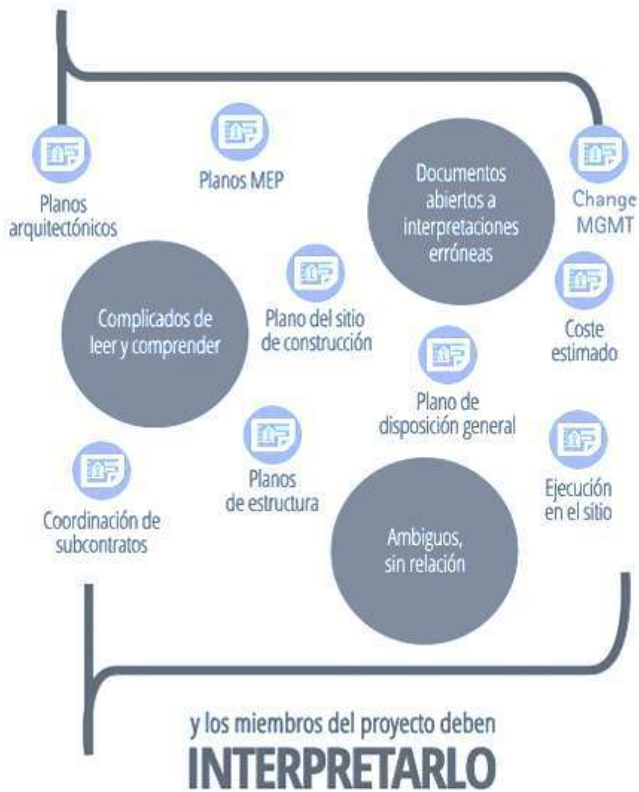 Planos
arquitectónicos
Planos MEP
Documentos
abiertos a
interpretaciones
erróneas
Change
MGMT
Complicados de
leer y comprender
Plano del sitio
de construcción
Coste
estimado
Plano de
disposición general
Coordinación de
subcontratos
Planos
de estructura
Ejecución
en el sitio
Ambiguos,
sin relación
y los miembros del proyecto deben
INTERPRETARLO